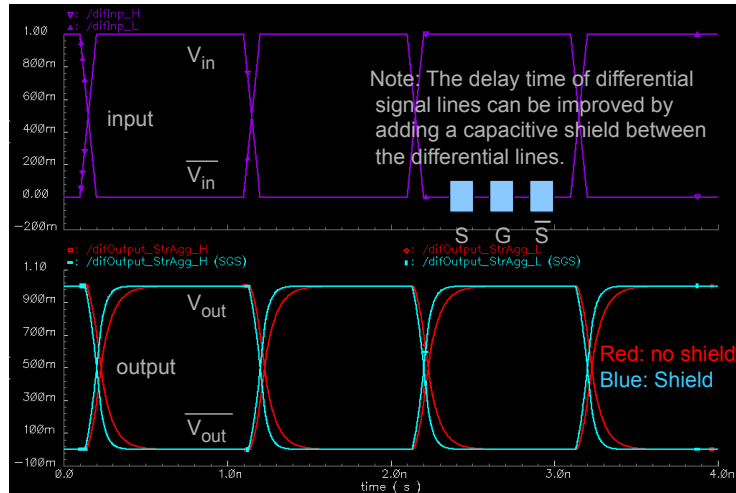 : /difInp_H
: /difInp_L
1.00
800m
600m
400m
200m
0.00
-200m
V_in
input
V_in
Note: The delay time of differential
signal lines can be improved by
adding a capacitive shield between
the differential lines.
S G S
: /difOutput_StrAgg_H
: /difOutput_StrAgg_L
: /difOutput_StrAgg_H (SGS)
: /difOutput_StrAgg_L (SGS)
1.10
900m
700m
500m
300m
100m
-100m
V_out
output
V_out
Red: no shield
Blue: Shield
0.0 1.0n 2.0n 3.0n 4.0n
time ( s )